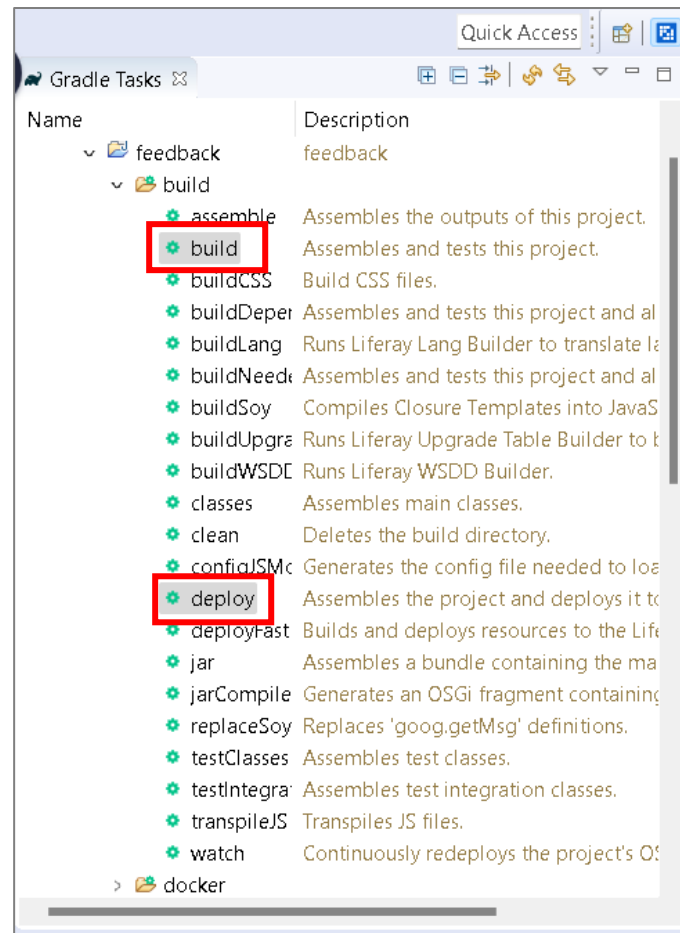 Quick Access
Gradle Tasks
Name Description
feedback feedback
build
assemble Assembles the outputs of this project.
build Assembles and tests this project.
buildCSS Build CSS files.
buildDeper Assembles and tests this project and al
buildLang Runs Liferay Lang Builder to translate la
buildNeede Assembles and tests this project and al
buildSoy Compiles Closure Templates into JavaS
buildUpgra Runs Liferay Upgrade Table Builder to b
buildWSDD Runs Liferay WSDD Builder.
classes Assembles main classes.
clean Deletes the build directory.
configJSMo Generates the config file needed to loa
deploy Assembles the project and deploys it to
deployFast Builds and deploys resources to the Life
jar Assembles a bundle containing the ma
jarCompile Generates an OSGi fragment containing
replaceSoy Replaces 'goog.getMsg' definitions.
testClasses Assembles test classes.
testIntegrat Assembles test integration classes.
transpileJS Transpiles JS files.
watch Continuously redeploys the project's OS
docker